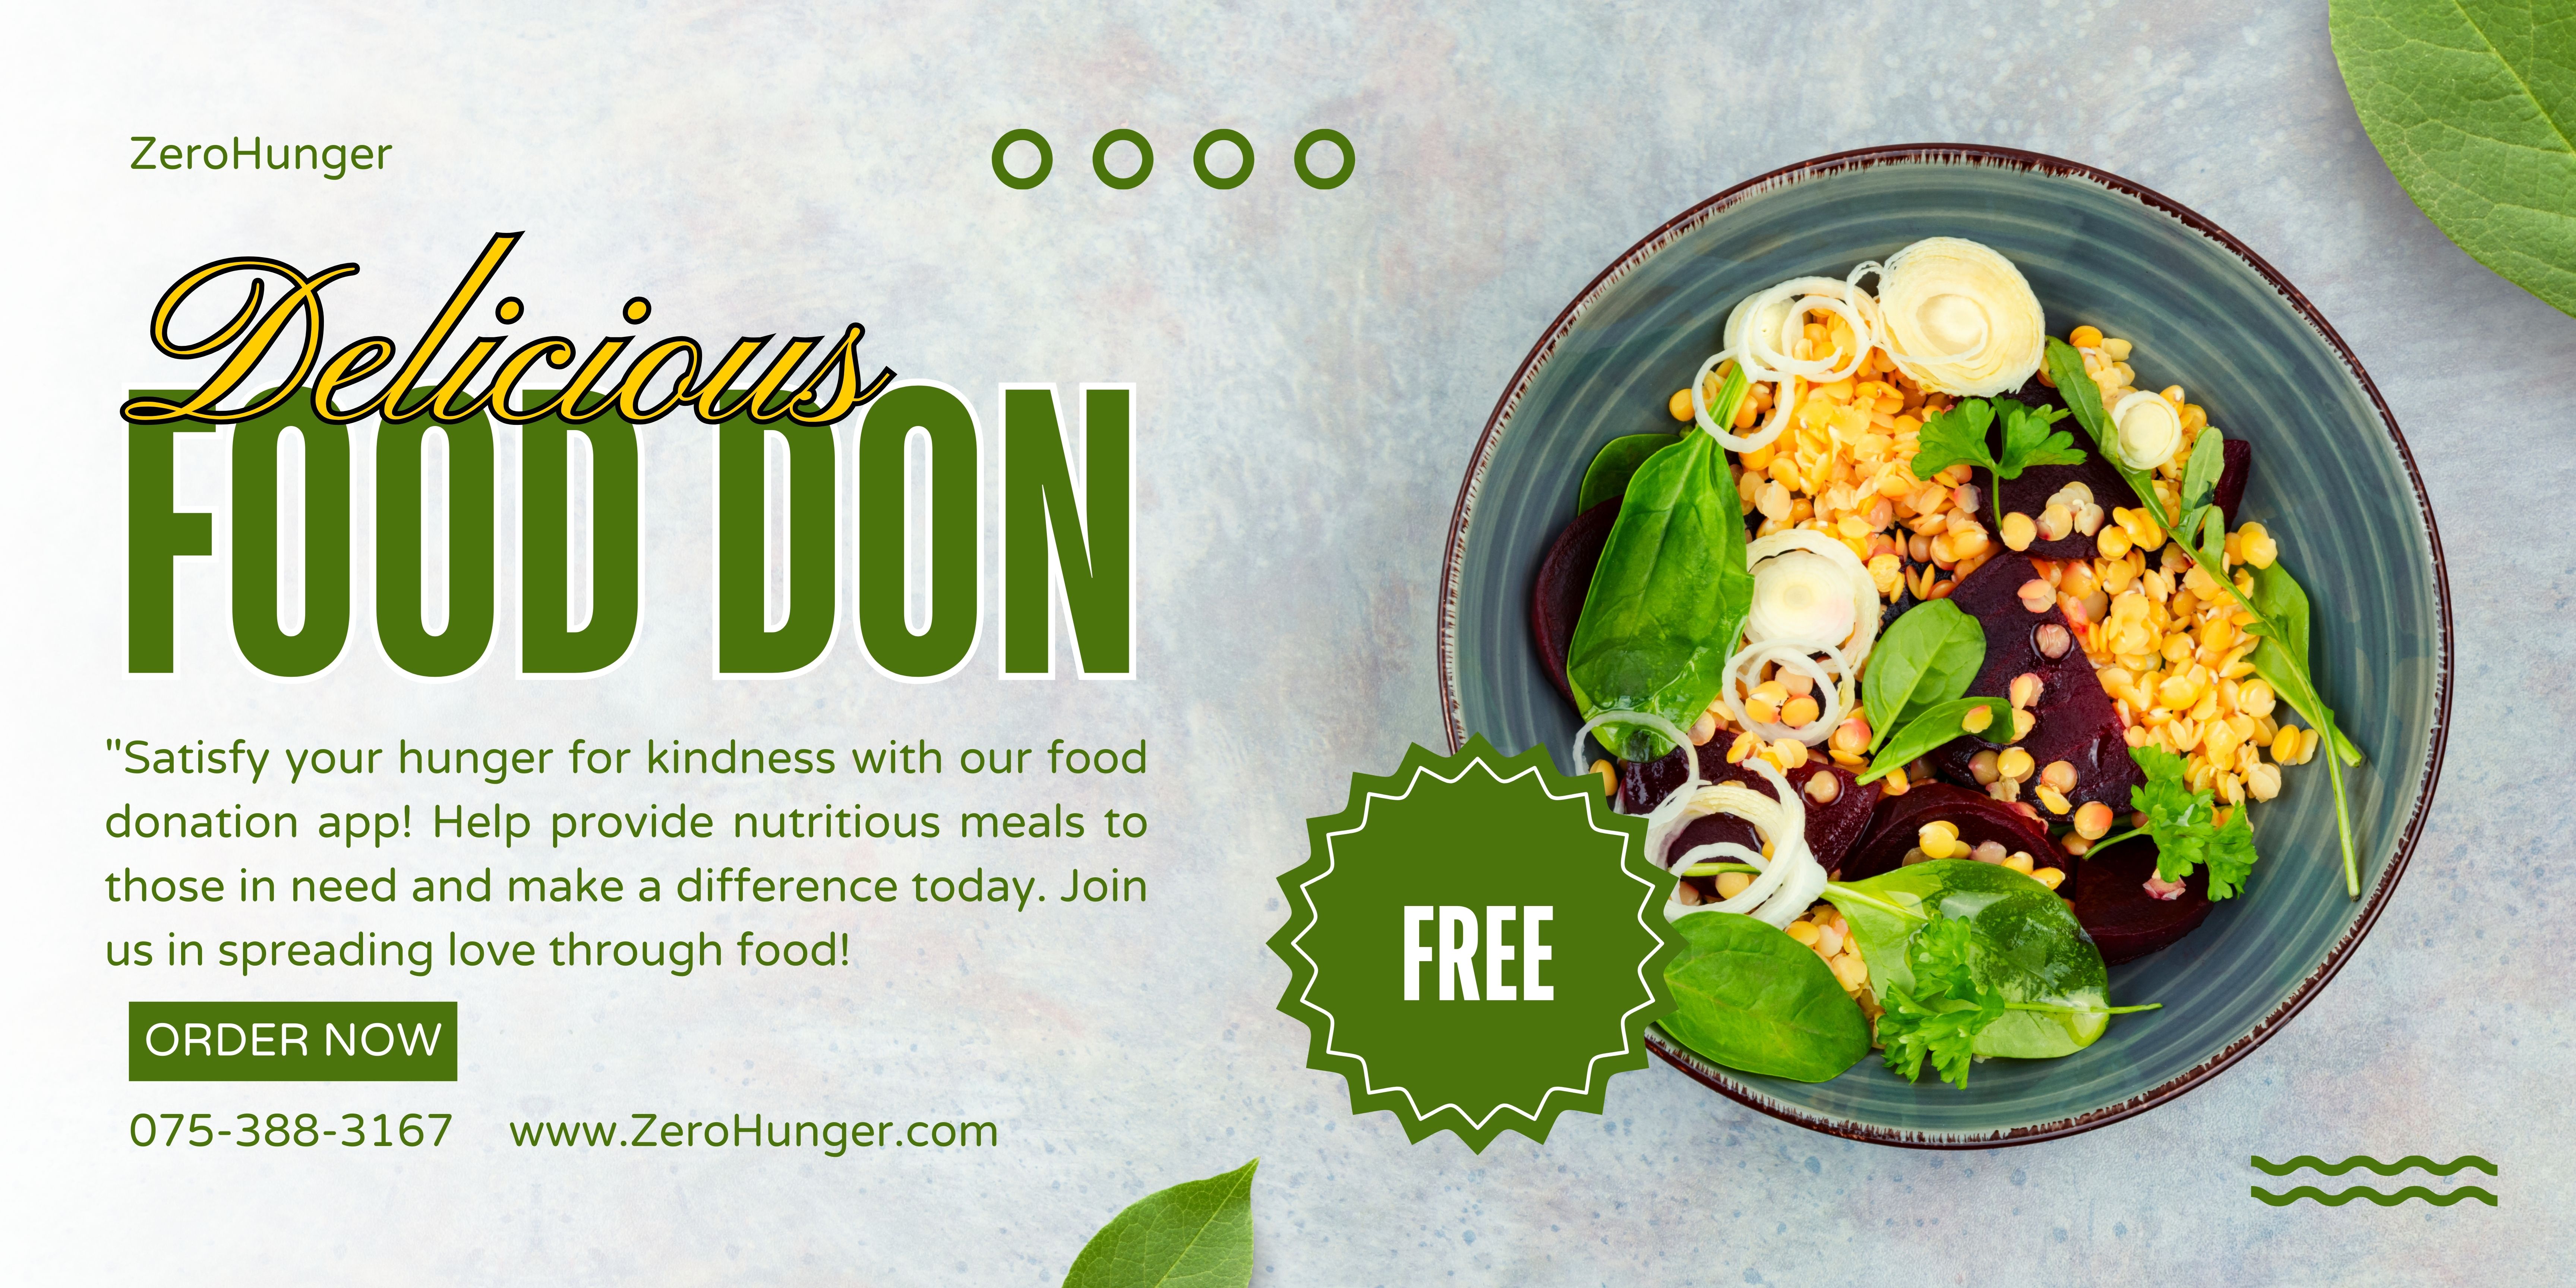 ZeroHunger
Delicious
FOOD DON
"Satisfy your hunger for kindness with our food
donation app! Help provide nutritious meals to
those in need and make a difference today. Join
us in spreading love through food!
ORDER NOW
075-388-3167 www.ZeroHunger.com
FREE